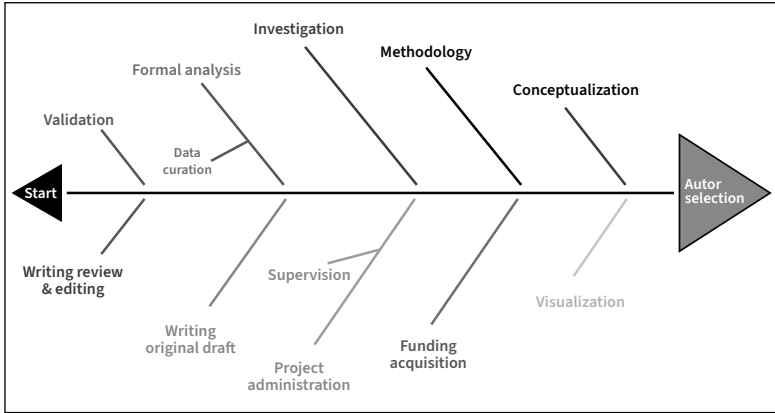 Investigation
Methodology
Formal analysis
Conceptualization
Validation
Data
curation
Start
Autor
selection
Writing review
& editing
Supervision
Visualization
Writing
original draft
Funding
acquisition
Project
administration